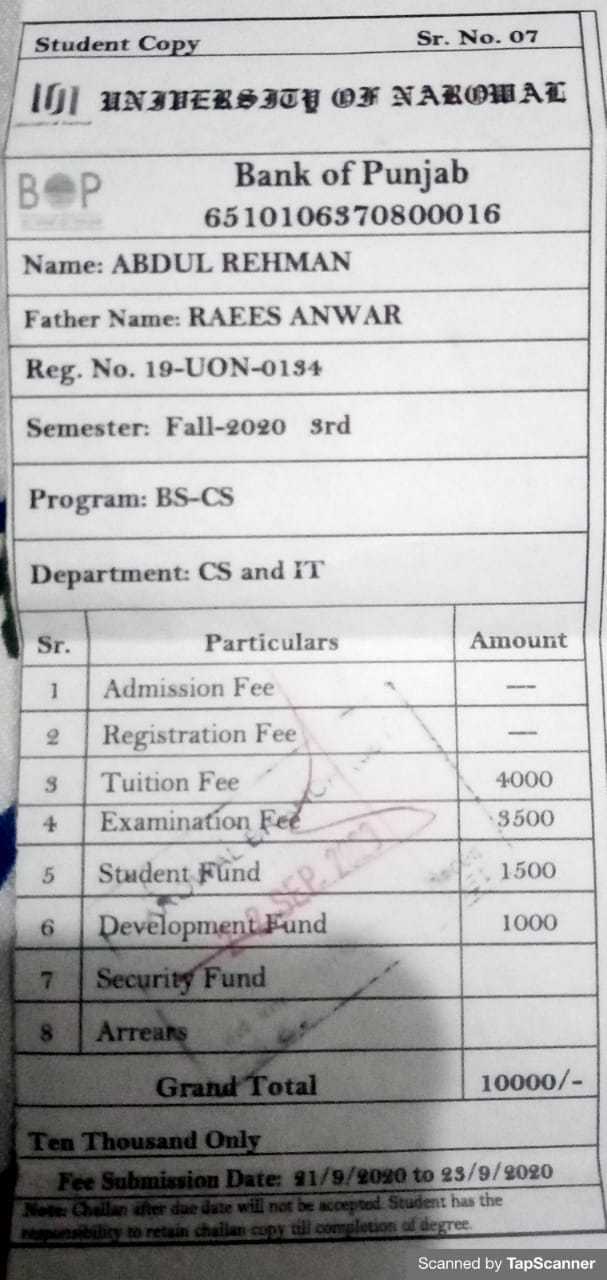 Student Copy Sr. No. 07
UNIVERSITY OF NAROWAL
BOP
Bank of Punjab
6510106370800016
Name: ABDUL REHMAN
Father Name: RAEES ANWAR
Reg. No. 19-UON-0134
Semester: Fall-2020 3rd
Program: BS-CS
Department: CS and IT
Sr. Particulars Amount
1 Admission Fee —
2 Registration Fee —
3 Tuition Fee 4000
4 Examination Fee 3500
5 Student Fund 1500
6 Development Fund 1000
7 Security Fund
8 Arrears
Grand Total 10000/-
Ten Thousand Only
Fee Submission Date: 21/9/2020 to 23/9/2020
Note: Challan after due date will not be accepted. Student has the
responsibility to retain challan copy till completion of degree.
SEP.
Scanned by TapScanner